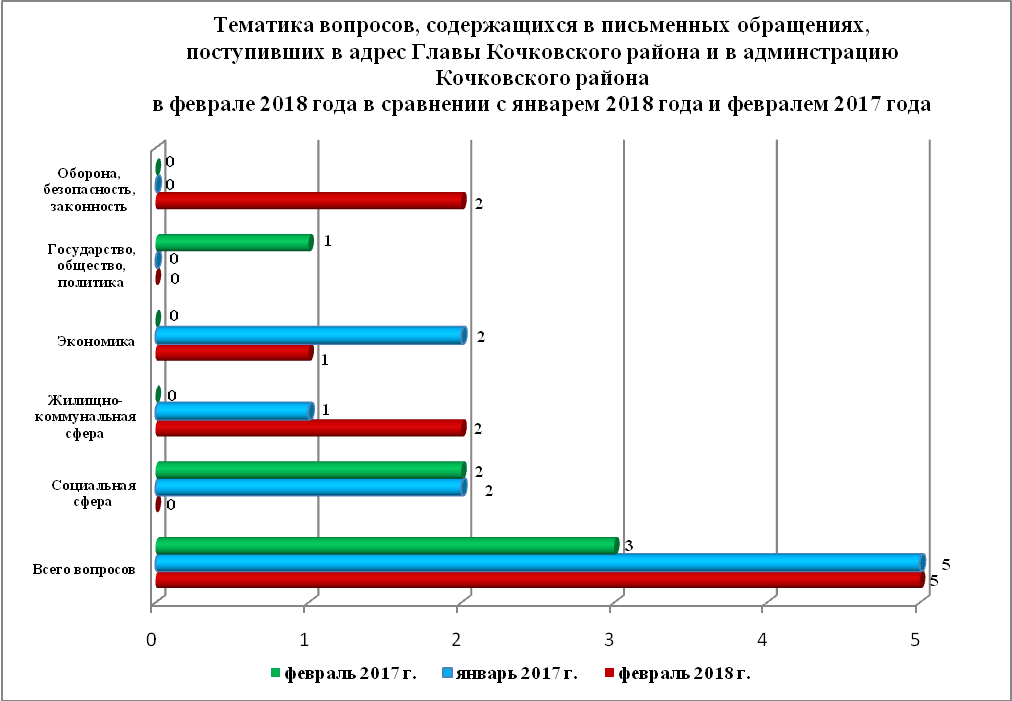 Тематика вопросов, содержащихся в письменных обращениях,
поступивших в адрес Главы Кочковского района и в админстрацию
Кочковского района
в феврале 2018 года в сравнении с январем 2018 года и февралем 2017 года
Оборона,
безопасность,
законность
0
0
2
Государство,
общество,
политика
1
0
0
Экономика
0
2
1
Жилищно-
коммунальная
сфера
0
1
2
Социальная
сфера
2
2
0
Всего вопросов
3
5
5
0 1 2 3 4 5
февраль 2017 г. январь 2017 г. февраль 2018 г.